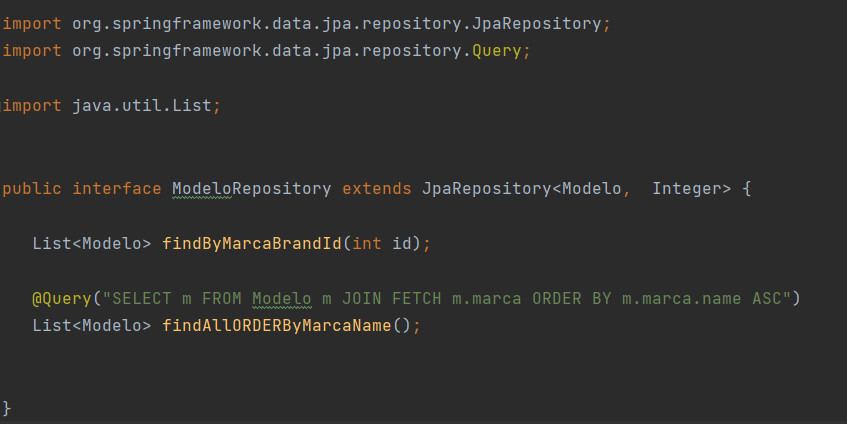 import org.springframework.data.jpa.repository.JpaRepository;
import org.springframework.data.jpa.repository.Query;
import java.util.List;
public interface ModeloRepository extends JpaRepository<Modelo,  Integer> {
List<Modelo> findByMarcaBrandId(int id);
@Query("SELECT m FROM Modelo m JOIN FETCH m.marca ORDER BY m.marca.name ASC")
List<Modelo> findAllORDERByMarcaName();
}